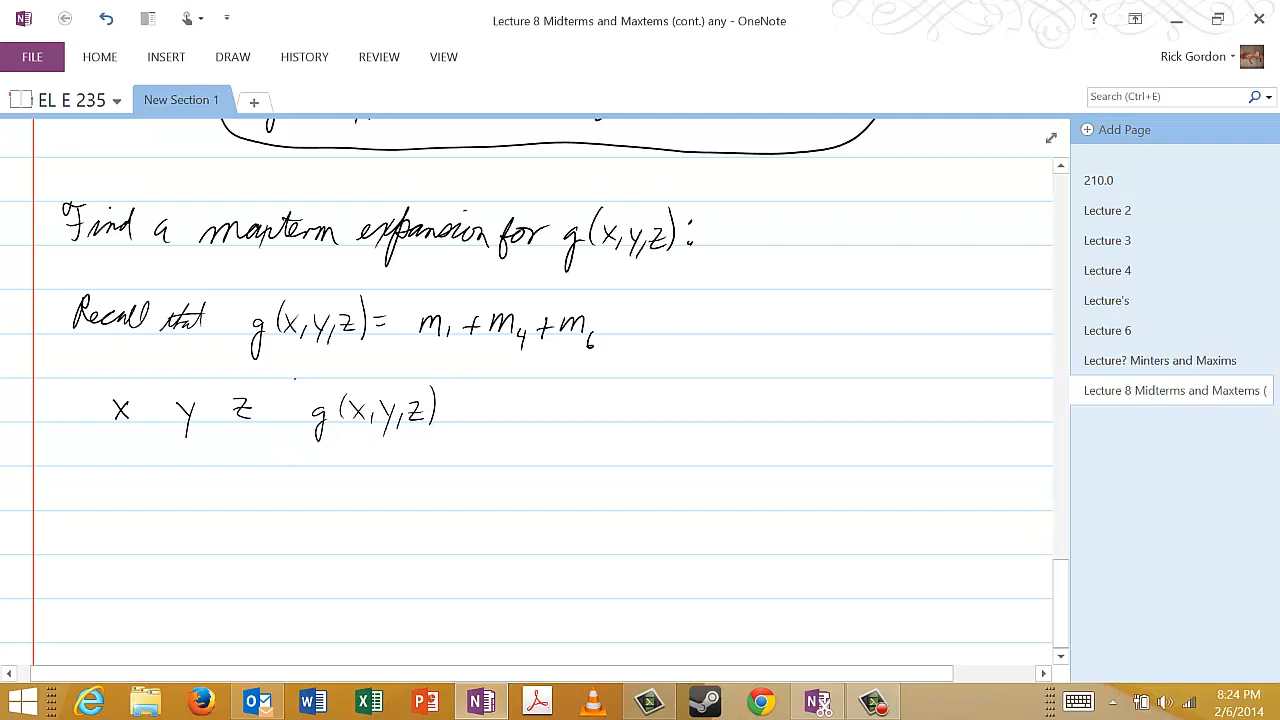 Lecture 8 Midterms and Maxtems (cont.) any - OneNote
?
FILE HOME INSERT DRAW HISTORY REVIEW VIEW
Rick Gordon
EL E 235
New Section 1
Search (Ctrl+E)
Add Page
210.0
Lecture 2
Lecture 3
Lecture 4
Lecture's
Lecture 6
Lecture? Minters and Maxims
Lecture 8 Midterms and Maxtems (
Find a maxterm expansion for g(x,y,z):
Recall that g(x,y,z)= m₁ + m₄ + m₆
x y z g(x,y,z)
8:24 PM
2/6/2014